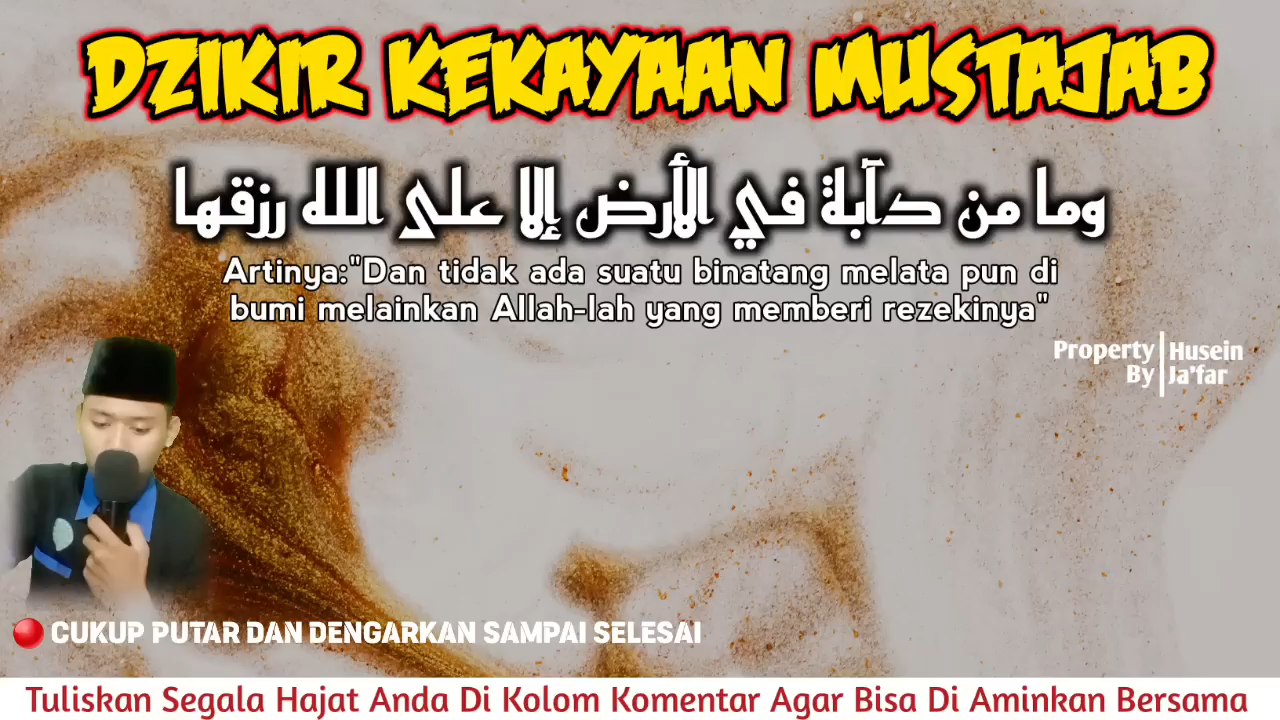 DZIKIR KEKAYAAN MUSTAJAB
وما من دآبة في الأرض إلا على الله رزقها
Artinya:"Dan tidak ada suatu binatang melata pun di
bumi melainkan Allah-lah yang memberi rezekinya"
Property Husein
By Ja'far
CUKUP PUTAR DAN DENGARKAN SAMPAI SELESAI
Tuliskan Segala Hajat Anda Di Kolom Komentar Agar Bisa Di Aminkan Bersama